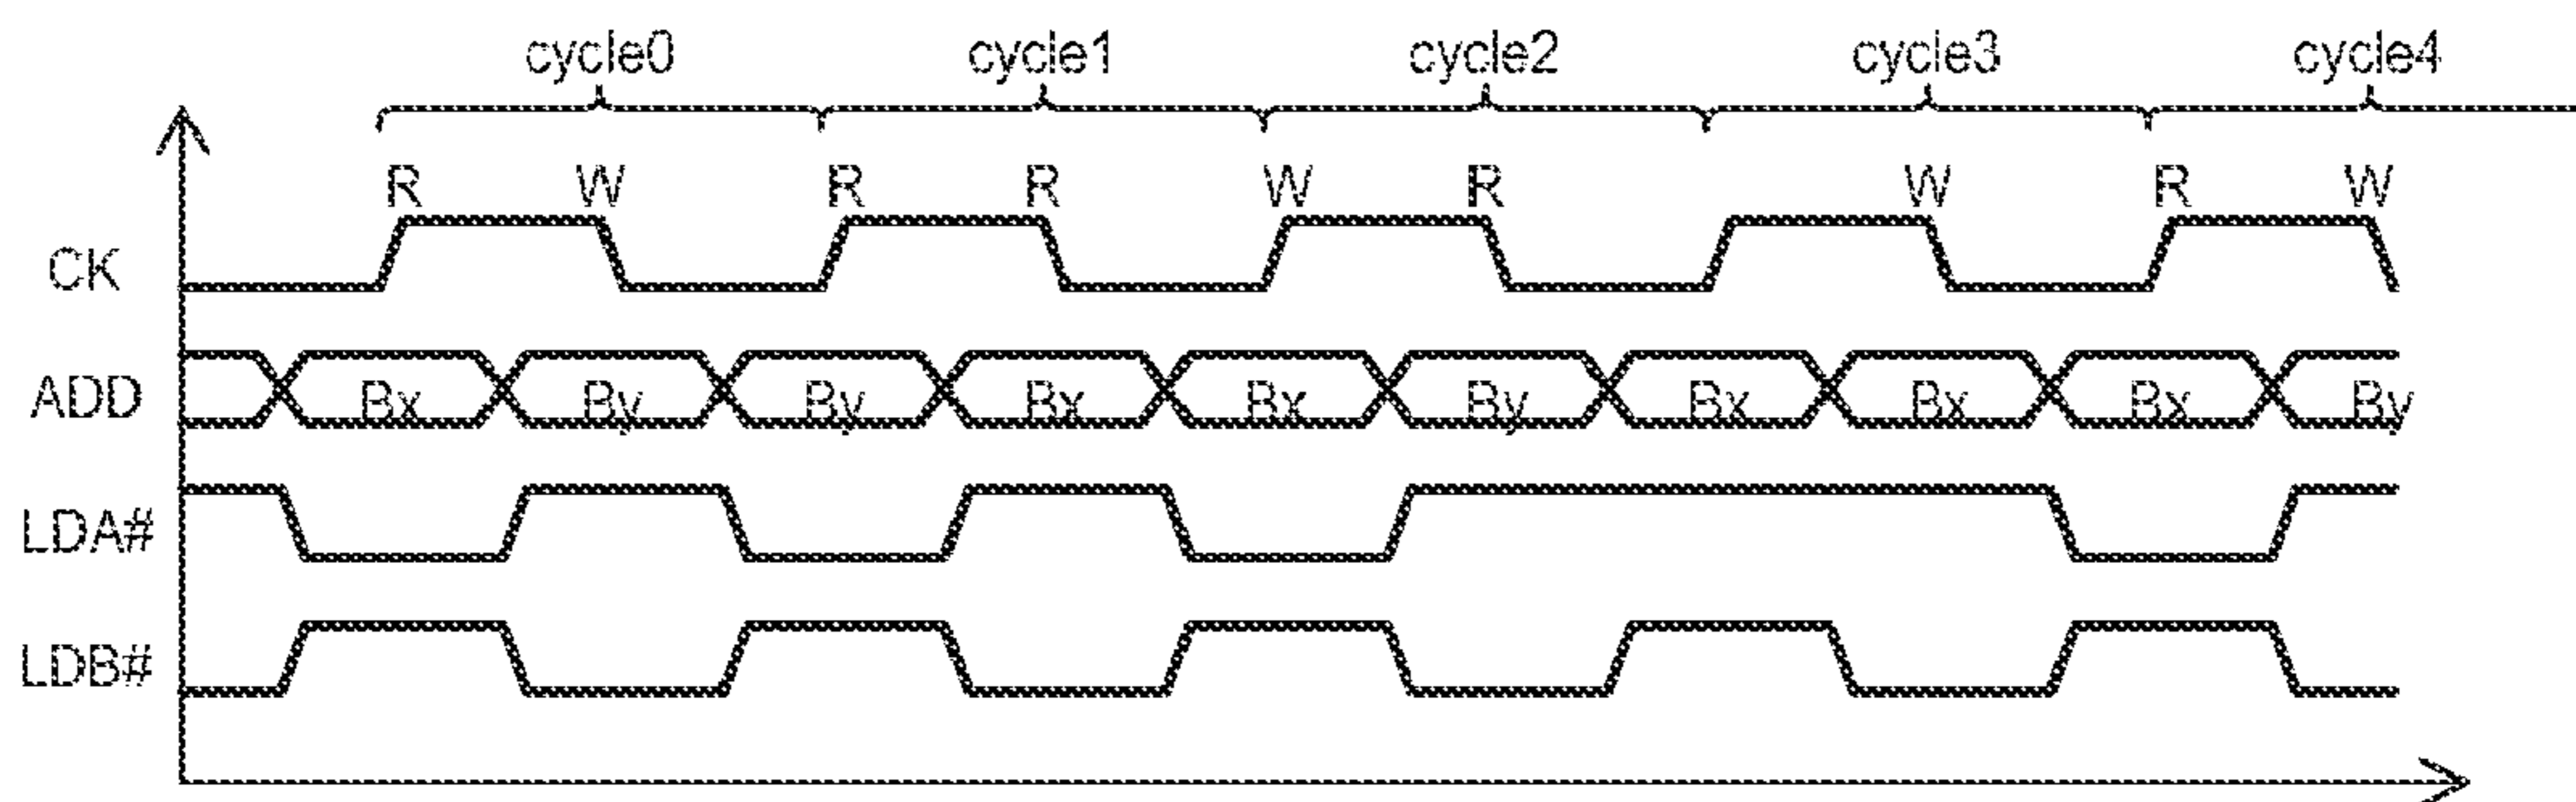 cycle0 cycle1 cycle2 cycle3 cycle4
R W R R W R W R W
CK
ADD Bx By By Bx Bx By Bx Bx Bx By
LDA#
LDB#